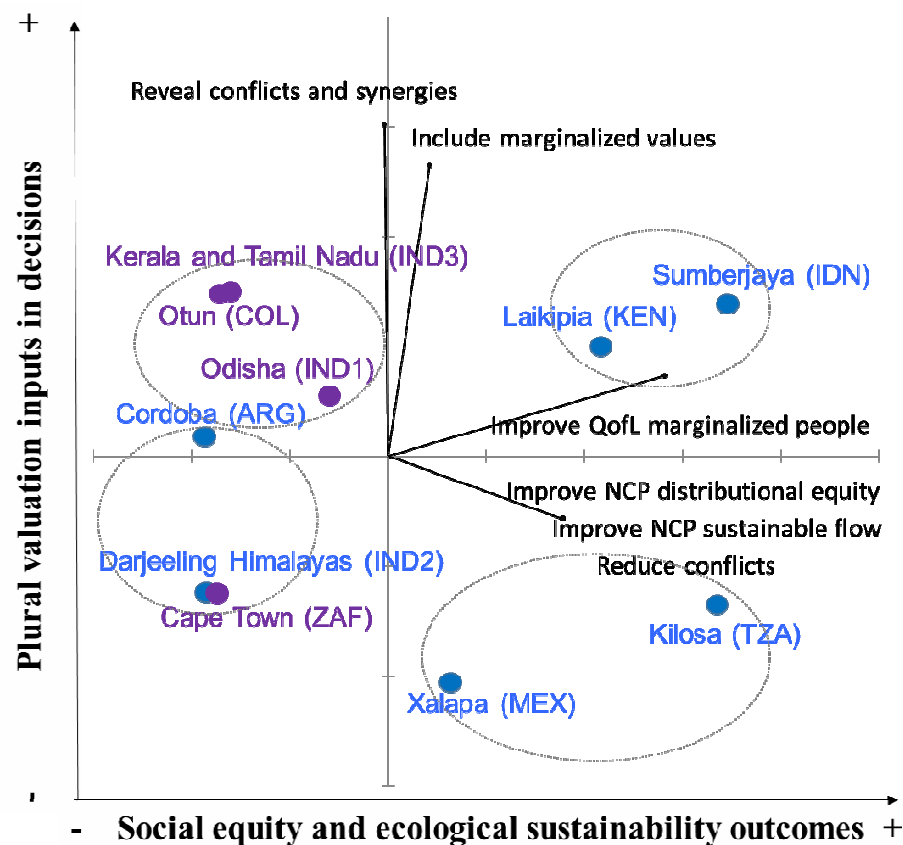 +
Reveal conflicts and synergies
Include marginalized values
Kerala and Tamil Nadu (IND3)
Sumberjaya (IDN)
Otun (COL)
Laikipia (KEN)
Odisha (IND1)
Cordoba (ARG)
Improve QofL marginalized people
Improve NCP distributional equity
Improve NCP sustainable flow
Darjeeling Himalayas (IND2)
Reduce conflicts
Cape Town (ZAF)
Kilosa (TZA)
Xalapa (MEX)
Plural valuation inputs in decisions
-
- Social equity and ecological sustainability outcomes +